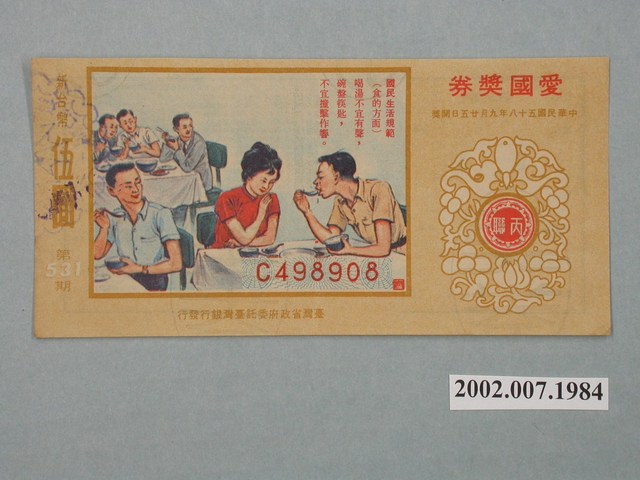 愛國獎券
中華民國五十八年九月廿五日開獎
丙聯
國民生活規範
(食的方面)
喝湯不宜有聲，
碗盤筷匙，
不宜撞擊作響。
C498908
新台幣伍圓
第
531
期
臺灣省政府委託臺灣銀行發行
2002.007.1984